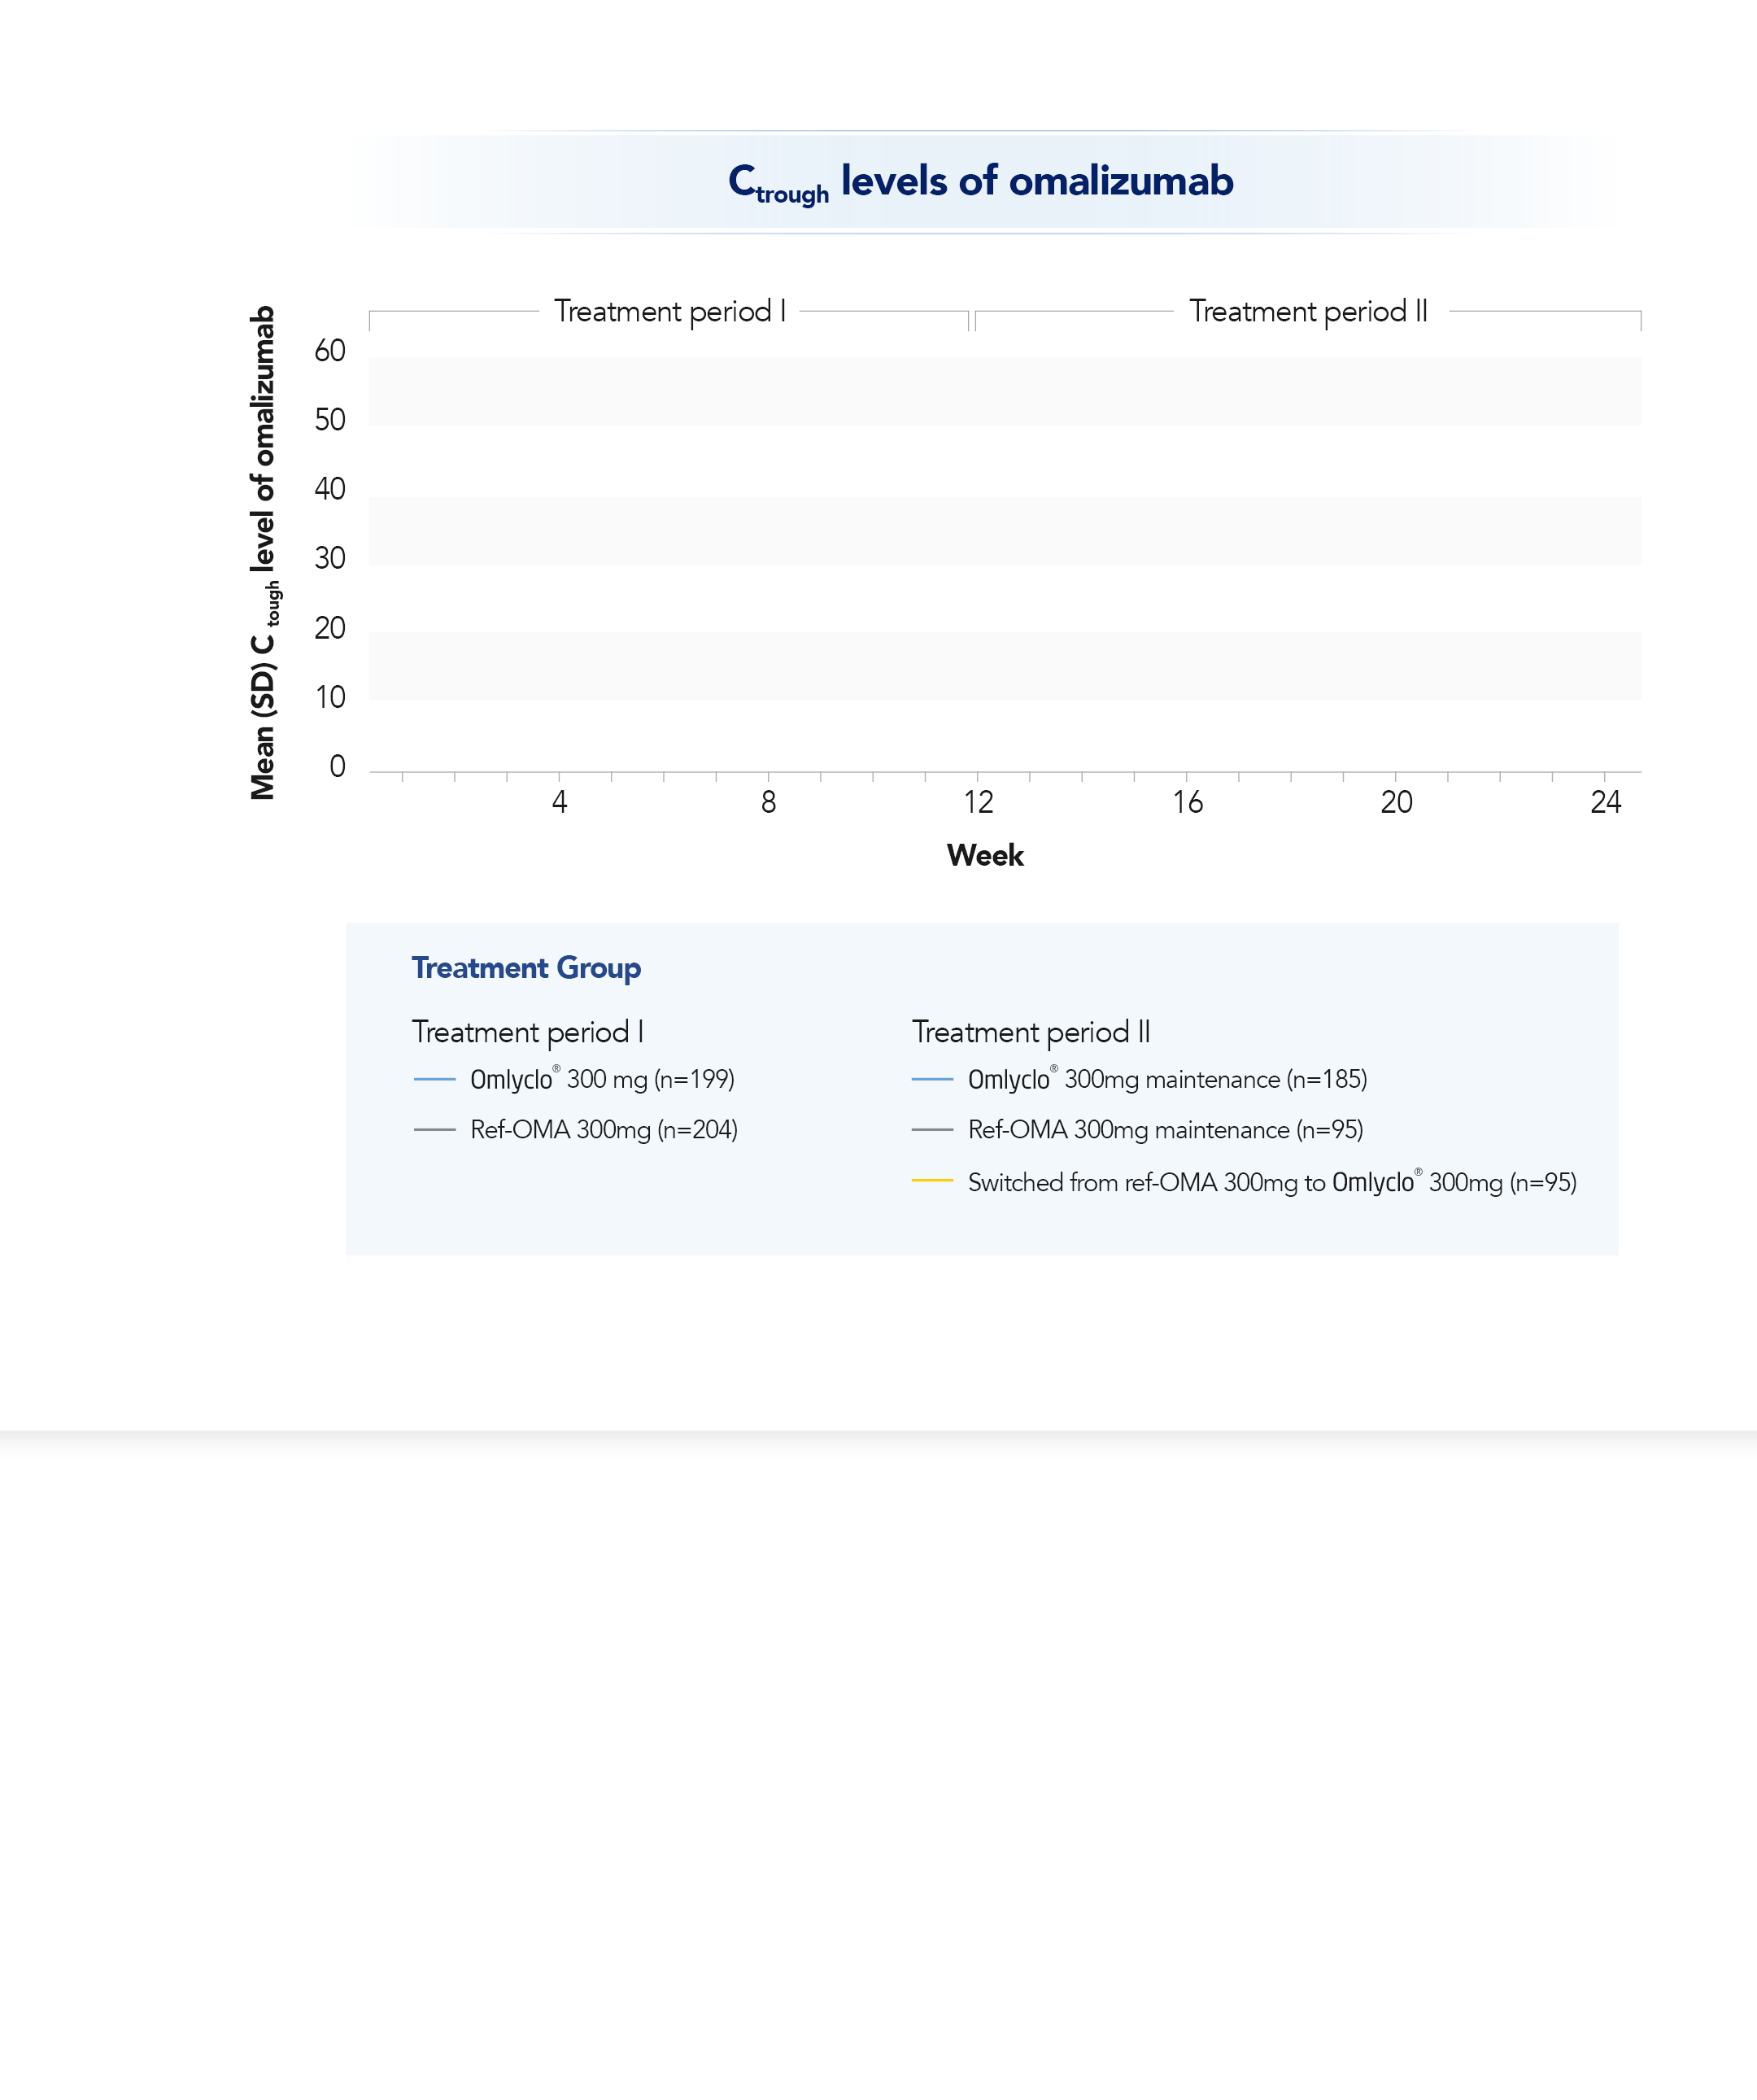 Ctrough levels of omalizumab
Treatment period I
Treatment period II
Mean (SD) C tough level of omalizumab
60
50
40
30
20
10
0
4 8 12 16 20 24
Week
Treatment Group
Treatment period I
Omlyclo® 300 mg (n=199)
Ref-OMA 300mg (n=204)
Treatment period II
Omlyclo® 300mg maintenance (n=185)
Ref-OMA 300mg maintenance (n=95)
Switched from ref-OMA 300mg to Omlyclo® 300mg (n=95)